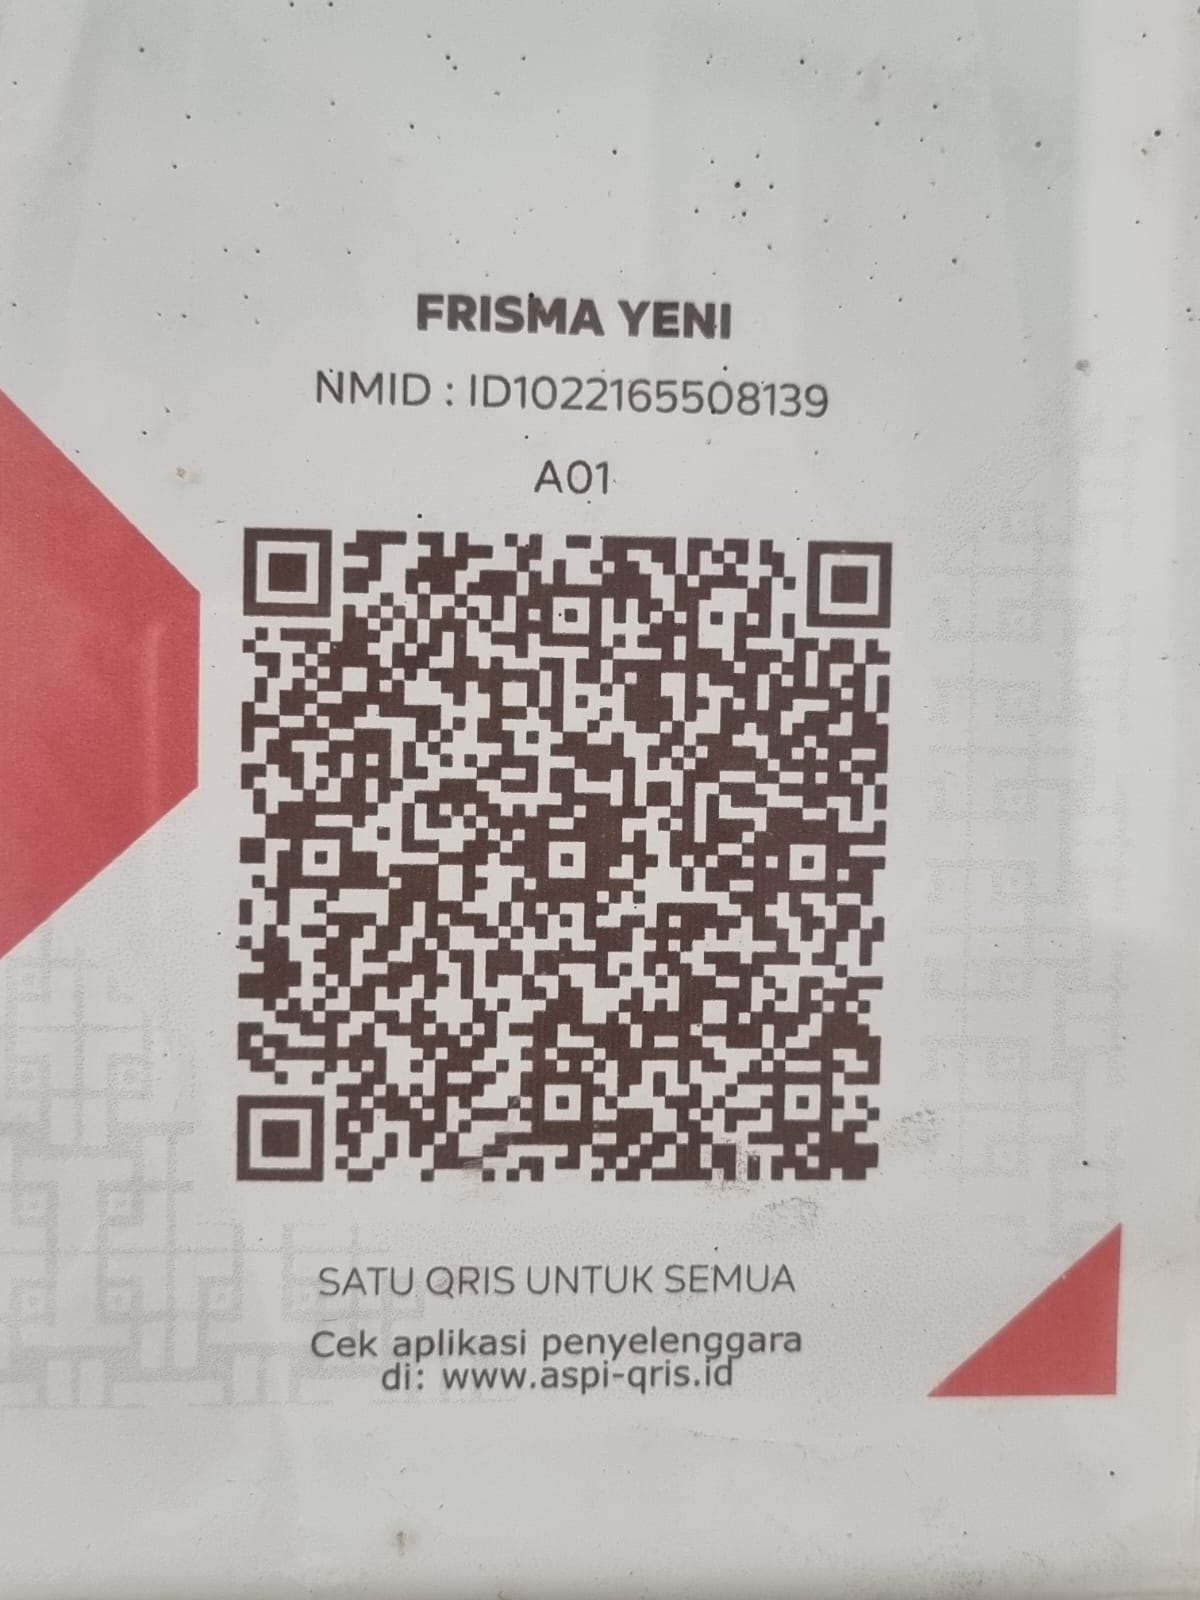 FRISMA YENI
NMID : ID1022165508139
A01
SATU QRIS UNTUK SEMUA
Cek aplikasi penyelenggara
di: www.aspi-qris.id